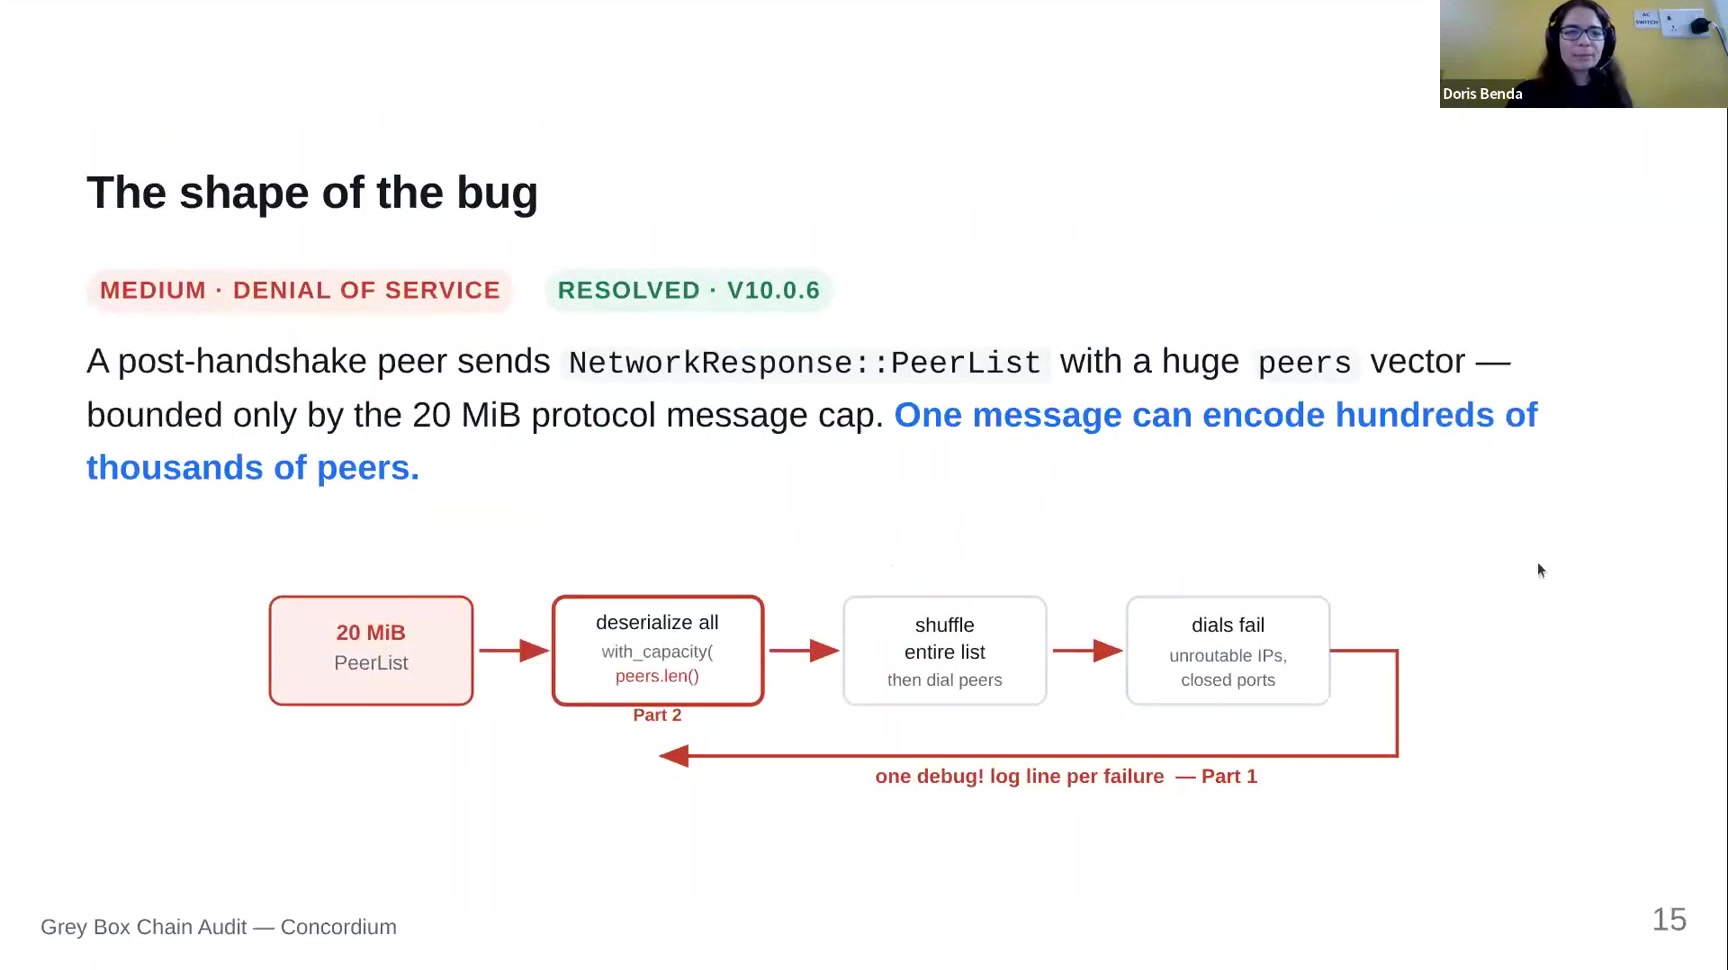 AC
SWITCH
Doris Benda
The shape of the bug
MEDIUM · DENIAL OF SERVICE
RESOLVED · V10.0.6
A post-handshake peer sends NetworkResponse::PeerList with a huge peers vector —
bounded only by the 20 MiB protocol message cap. One message can encode hundreds of
thousands of peers.
20 MiB
PeerList
deserialize all
with_capacity(
peers.len()
Part 2
shuffle
entire list
then dial peers
dials fail
unroutable IPs,
closed ports
one debug! log line per failure — Part 1
Grey Box Chain Audit — Concordium
15